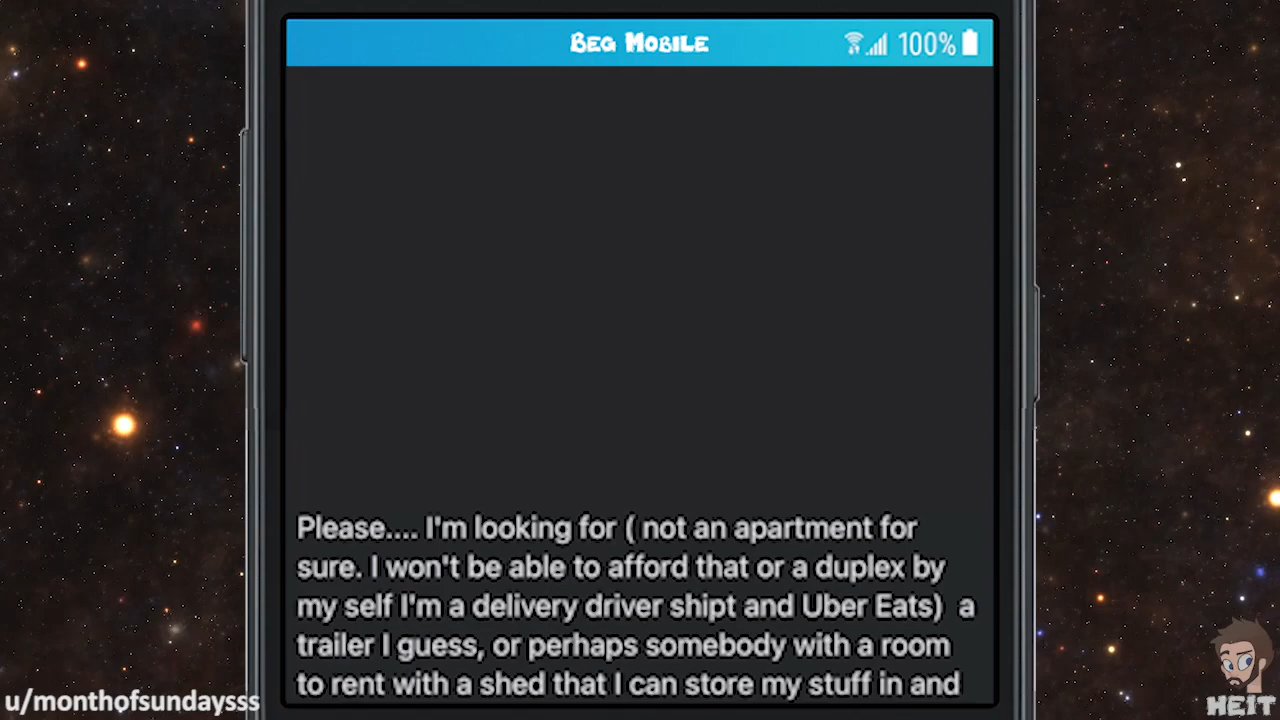 BEG MOBILE
100%
Please.... I'm looking for ( not an apartment for
sure. I won't be able to afford that or a duplex by
my self I'm a delivery driver shipt and Uber Eats)  a
trailer I guess, or perhaps somebody with a room
to rent with a shed that I can store my stuff in and
u/monthofsundaysss
HEIT